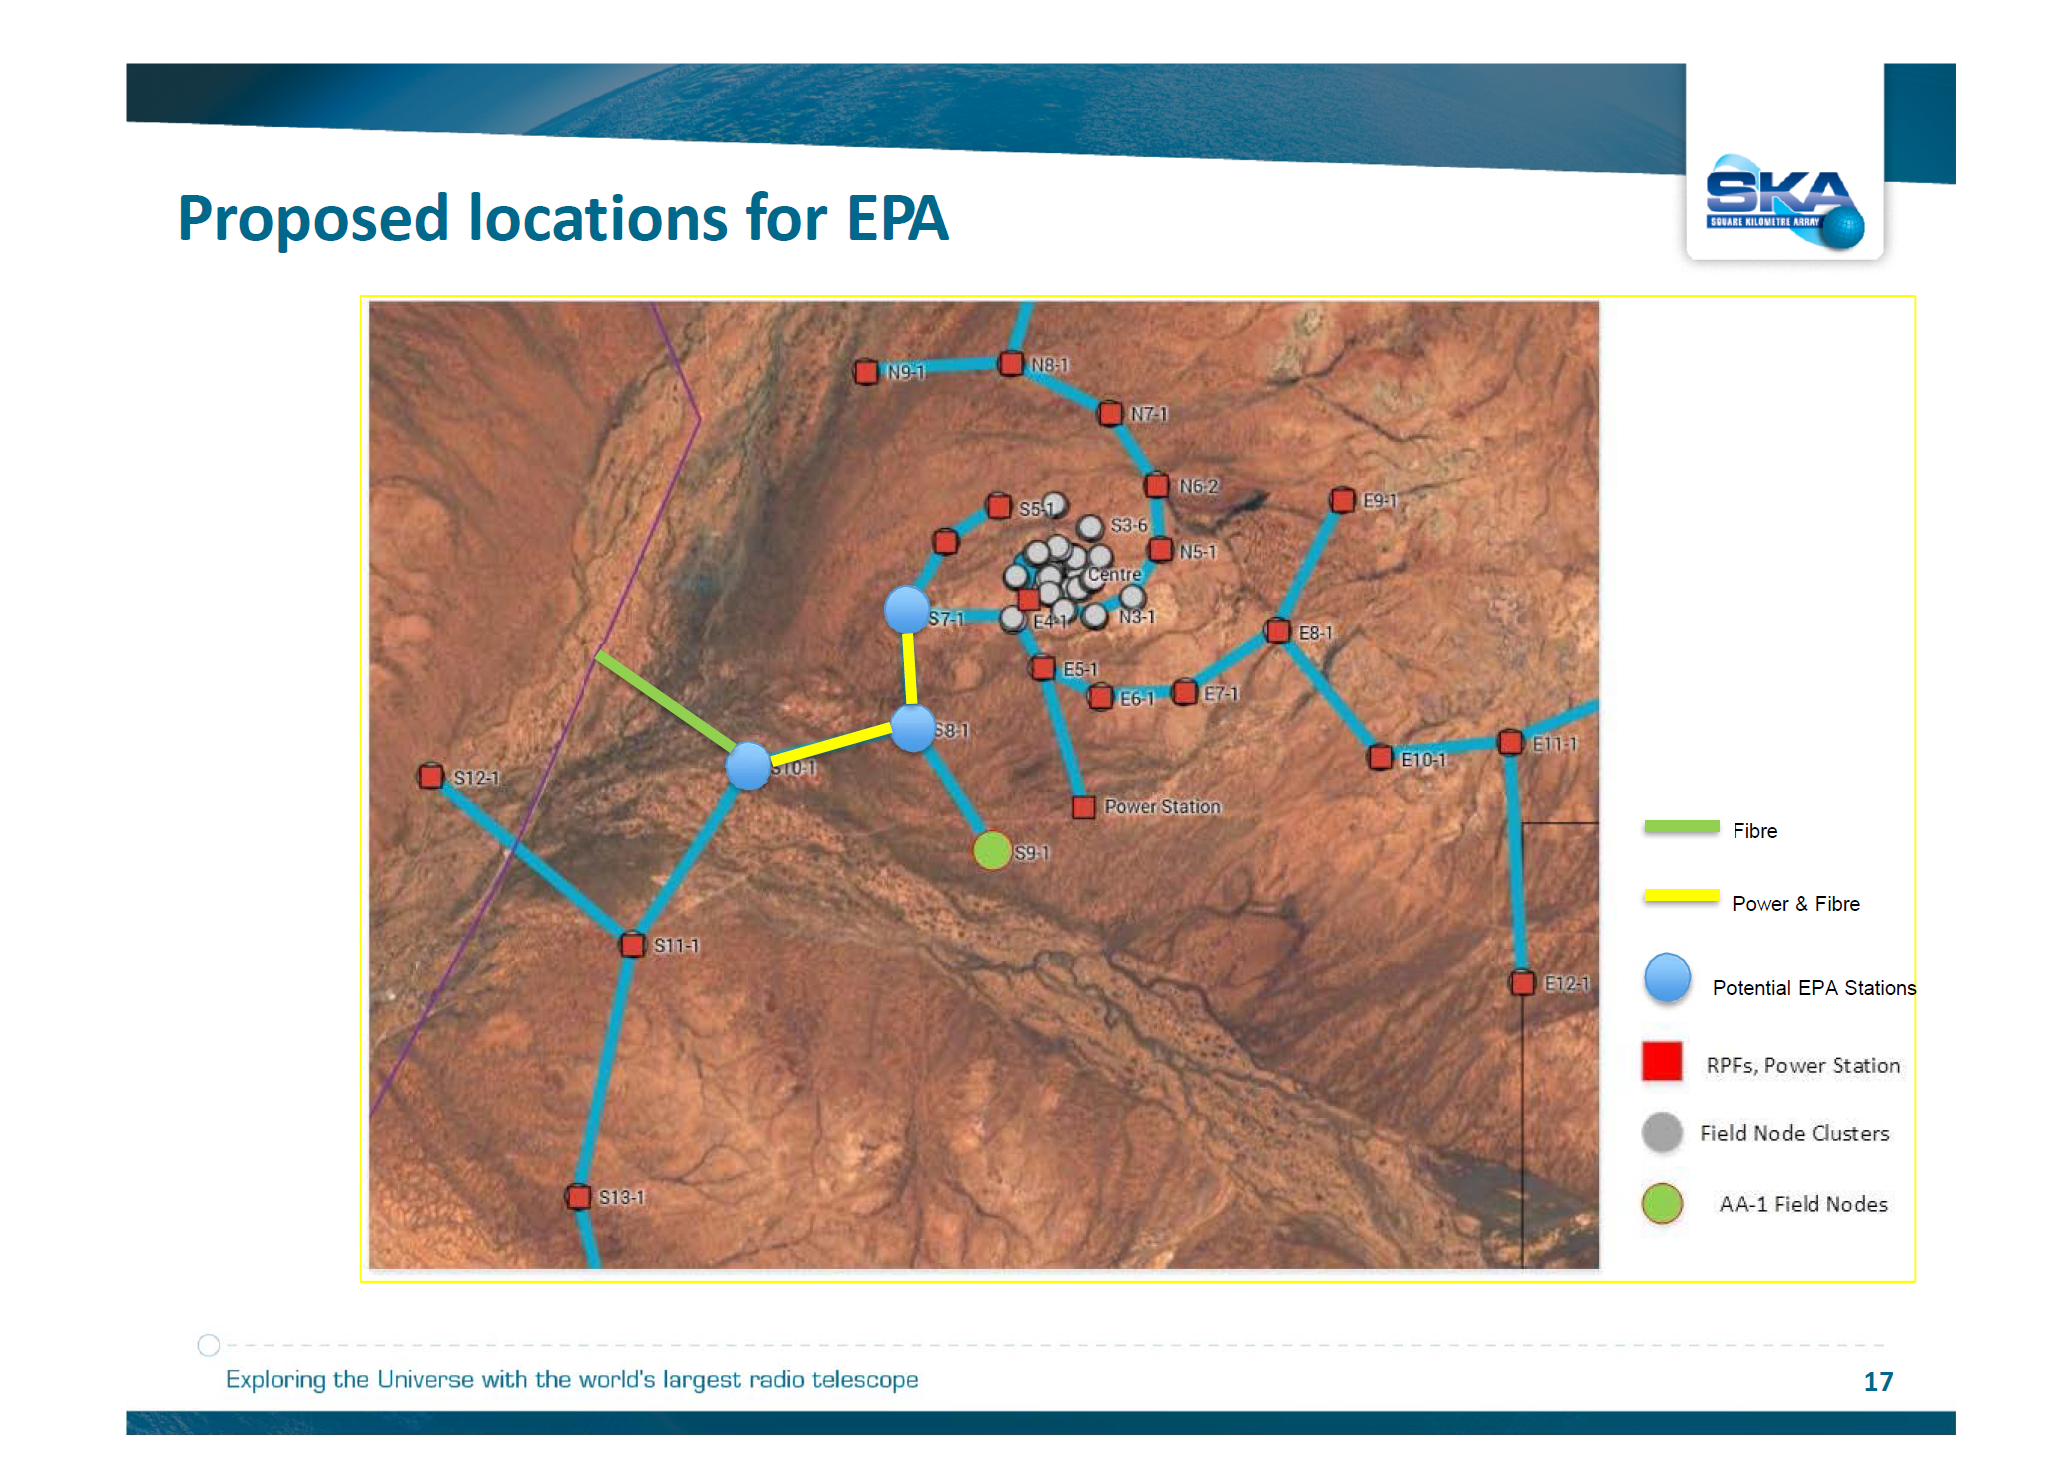 SKA
SQUARE KILOMETRE ARRAY
Proposed locations for EPA
N9-1
N8-1
N7-1
N6-2
E9-1
S5-1
S3-6
N5-1
Centre
S7-1
E4-1
N3-1
E8-1
E5-1
E6-1
E7-1
S8-1
E11-1
E10-1
S10-1
S12-1
Power Station
S9-1
S11-1
E12-1
S13-1
Fibre
Power & Fibre
Potential EPA Stations
RPFs, Power Station
Field Node Clusters
AA-1 Field Nodes
Exploring the Universe with the world's largest radio telescope
17